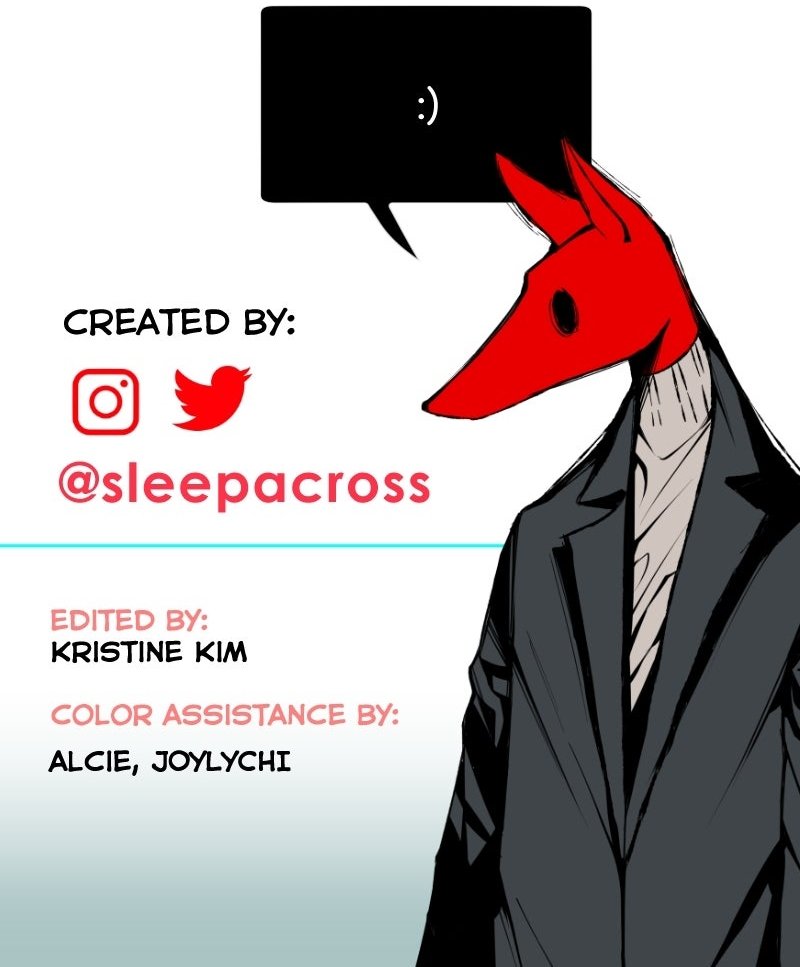 :)
CREATED BY:
@sleepacross
EDITED BY:
KRISTINE KIM
COLOR ASSISTANCE BY:
ALCIE, JOYLYCHI